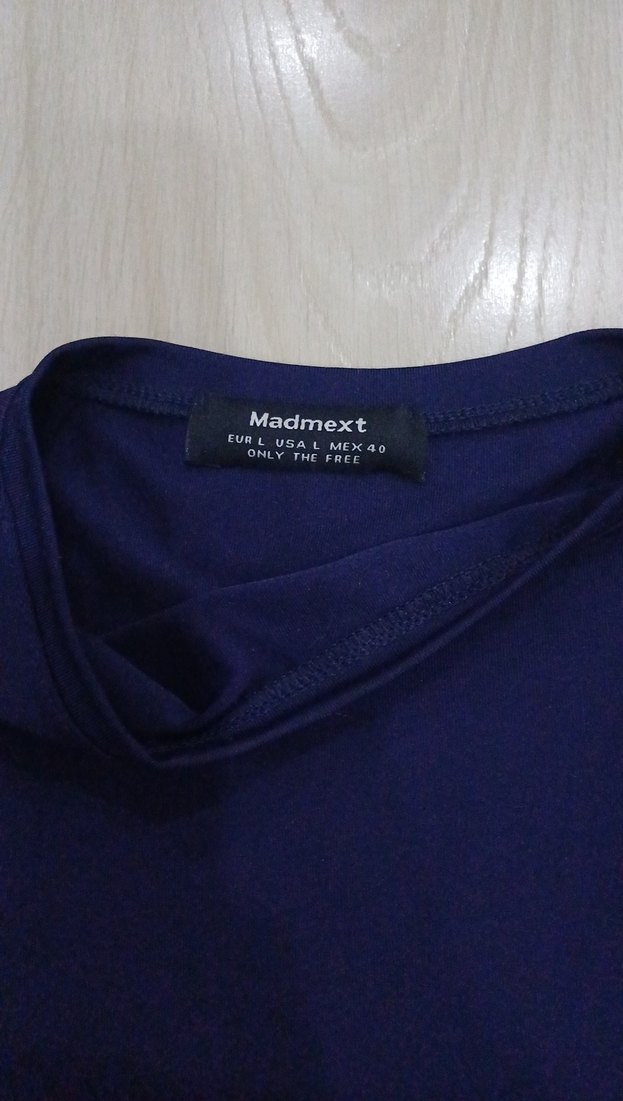 Madmext
EUR L USA L MEX 40
ONLY THE FREE